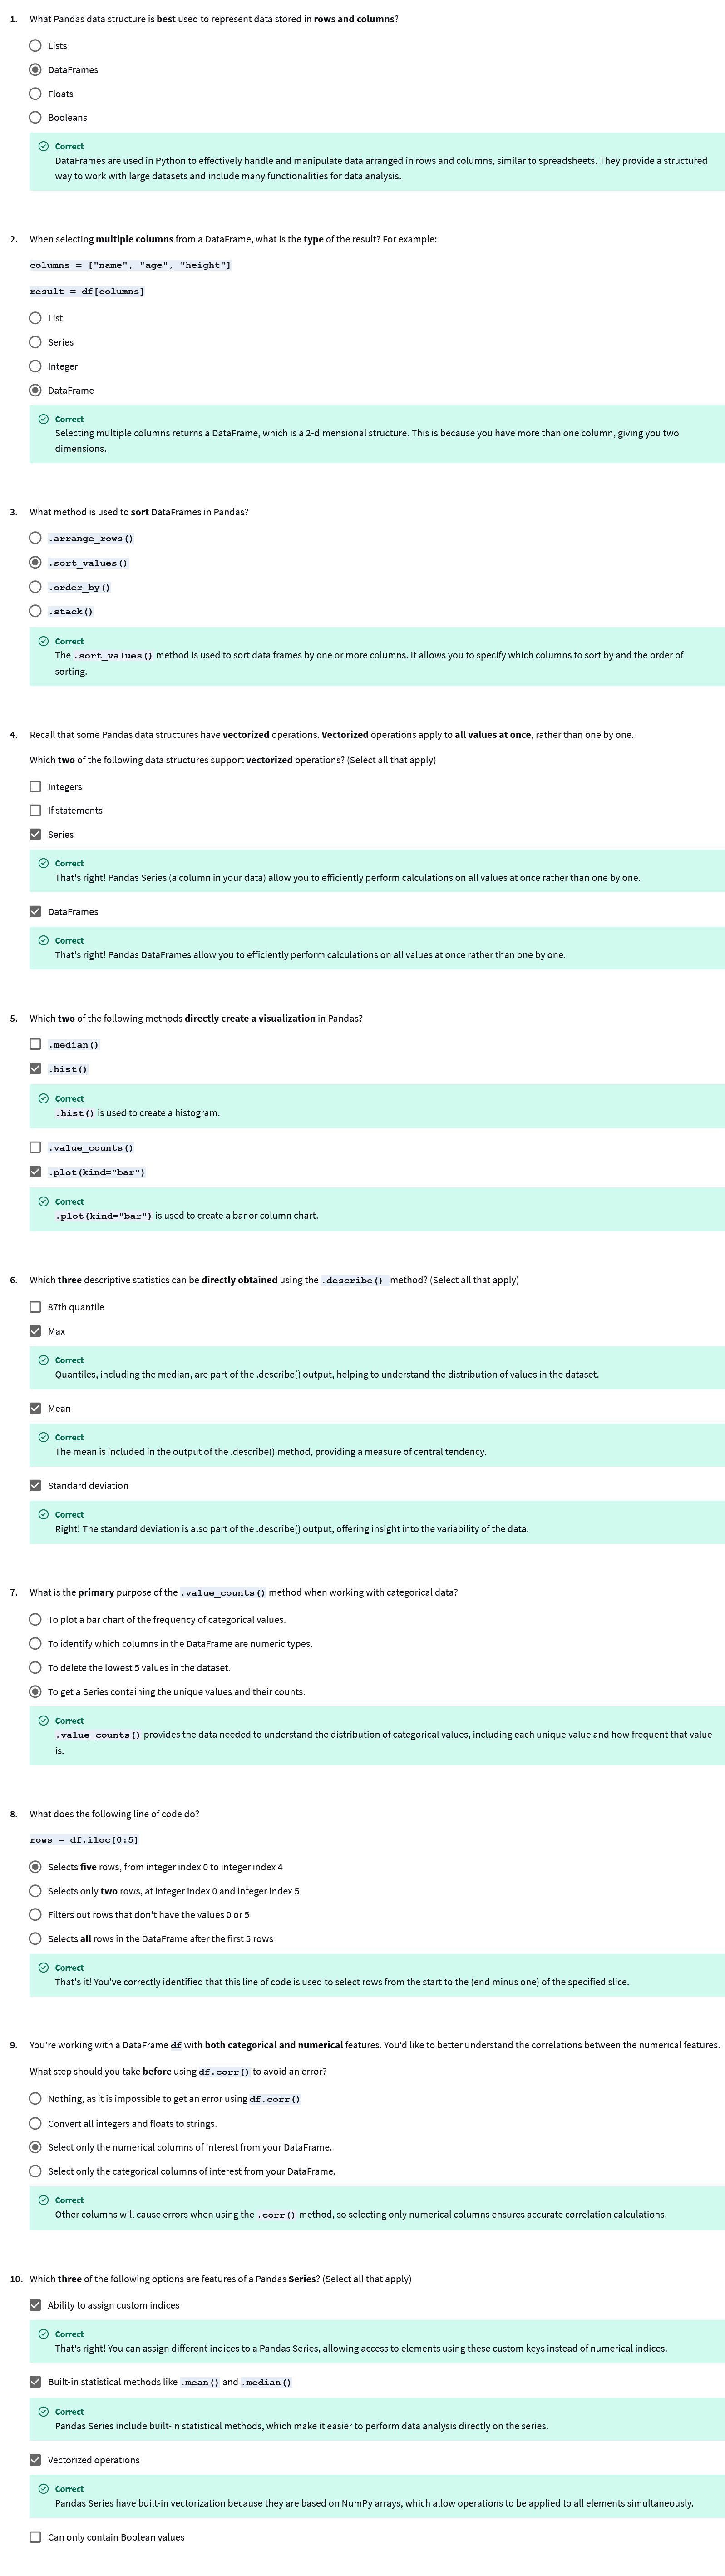 1. What Pandas data structure is best used to represent data stored in rows and columns?
Lists
DataFrames
Floats
Booleans
Correct
DataFrames are used in Python to effectively handle and manipulate data arranged in rows and columns, similar to spreadsheets. They provide a structured
way to work with large datasets and include many functionalities for data analysis.
2. When selecting multiple columns from a DataFrame, what is the type of the result? For example:
columns = ["name", "age", "height"]
result = df[columns]
List
Series
Integer
DataFrame
Correct
Selecting multiple columns returns a DataFrame, which is a 2-dimensional structure. This is because you have more than one column, giving you two
dimensions.
3. What method is used to sort DataFrames in Pandas?
.arrange_rows()
.sort_values()
.order_by()
.stack()
Correct
The .sort_values() method is used to sort data frames by one or more columns. It allows you to specify which columns to sort by and the order of
sorting.
4. Recall that some Pandas data structures have vectorized operations. Vectorized operations apply to all values at once, rather than one by one.
Which two of the following data structures support vectorized operations? (Select all that apply)
Integers
If statements
Series
Correct
That's right! Pandas Series (a column in your data) allow you to efficiently perform calculations on all values at once rather than one by one.
DataFrames
Correct
That's right! Pandas DataFrames allow you to efficiently perform calculations on all values at once rather than one by one.
5. Which two of the following methods directly create a visualization in Pandas?
.median()
.hist()
Correct
.hist() is used to create a histogram.
.value_counts()
.plot(kind="bar")
Correct
.plot(kind="bar") is used to create a bar or column chart.
6. Which three descriptive statistics can be directly obtained using the .describe() method? (Select all that apply)
87th quantile
Max
Correct
Quantiles, including the median, are part of the .describe() output, helping to understand the distribution of values in the dataset.
Mean
Correct
The mean is included in the output of the .describe() method, providing a measure of central tendency.
Standard deviation
Correct
Right! The standard deviation is also part of the .describe() output, offering insight into the variability of the data.
7. What is the primary purpose of the .value_counts() method when working with categorical data?
To plot a bar chart of the frequency of categorical values.
To identify which columns in the DataFrame are numeric types.
To delete the lowest 5 values in the dataset.
To get a Series containing the unique values and their counts.
Correct
.value_counts() provides the data needed to understand the distribution of categorical values, including each unique value and how frequent that value
is.
8. What does the following line of code do?
rows = df.iloc[0:5]
Selects five rows, from integer index 0 to integer index 4
Selects only two rows, at integer index 0 and integer index 5
Filters out rows that don't have the values 0 or 5
Selects all rows in the DataFrame after the first 5 rows
Correct
That's it! You've correctly identified that this line of code is used to select rows from the start to the (end minus one) of the specified slice.
9. You're working with a DataFrame df with both categorical and numerical features. You'd like to better understand the correlations between the numerical features.
What step should you take before using df.corr() to avoid an error?
Nothing, as it is impossible to get an error using df.corr()
Convert all integers and floats to strings.
Select only the numerical columns of interest from your DataFrame.
Select only the categorical columns of interest from your DataFrame.
Correct
Other columns will cause errors when using the .corr() method, so selecting only numerical columns ensures accurate correlation calculations.
10. Which three of the following options are features of a Pandas Series? (Select all that apply)
Ability to assign custom indices
Correct
That's right! You can assign different indices to a Pandas Series, allowing access to elements using these custom keys instead of numerical indices.
Built-in statistical methods like .mean() and .median()
Correct
Pandas Series include built-in statistical methods, which make it easier to perform data analysis directly on the series.
Vectorized operations
Correct
Pandas Series have built-in vectorization because they are based on NumPy arrays, which allow operations to be applied to all elements simultaneously.
Can only contain Boolean values